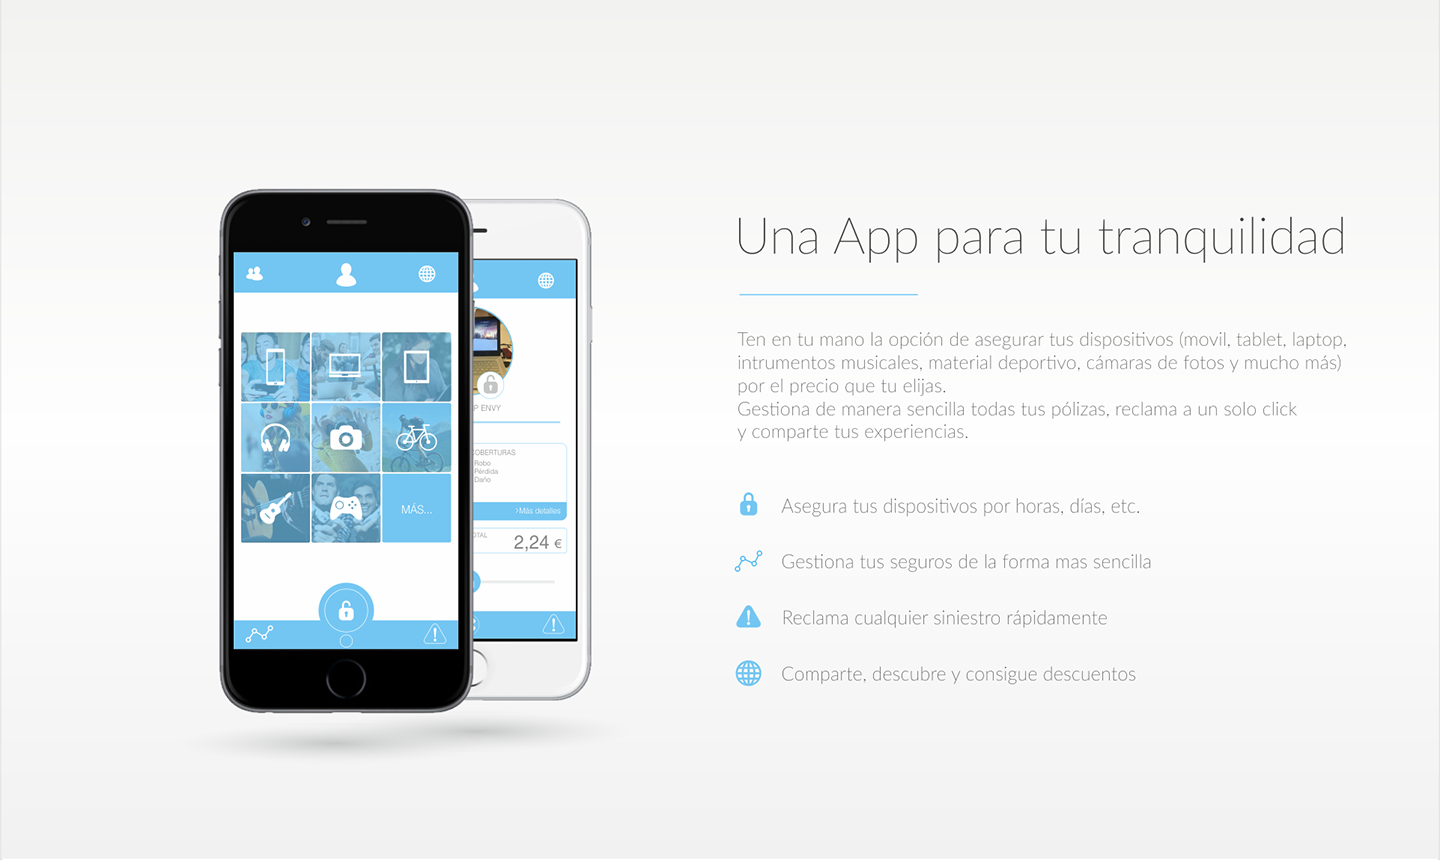 Una App para tu tranquilidad
Ten en tu mano la opción de asegurar tus dispositivos (movil, tablet, laptop,
intrumentos musicales, material deportivo, cámaras de fotos y mucho más)
por el precio que tu elijas.
Gestiona de manera sencilla todas tus pólizas, reclama a un solo click
y comparte tus experiencias.
Asegura tus dispositivos por horas, días, etc.
Gestiona tus seguros de la forma mas sencilla
Reclama cualquier siniestro rápidamente
Comparte, descubre y consigue descuentos
MÁS...
P ENVY
OBERTURAS
Robo
Pérdida
Daño
›Más detalles
OTAL
2,24 €